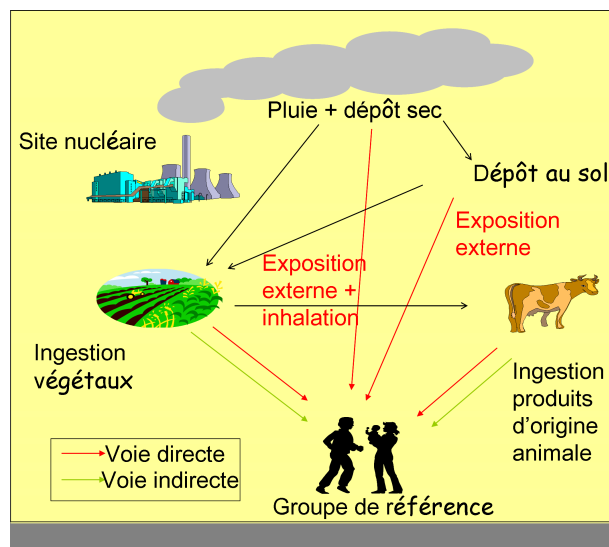 Pluie + dépôt sec
Site nucléaire
Dépôt au sol
Exposition
externe
Exposition
externe +
inhalation
Ingestion
végétaux
Ingestion
produits
d'origine
animale
Voie directe
Voie indirecte
Groupe de référence